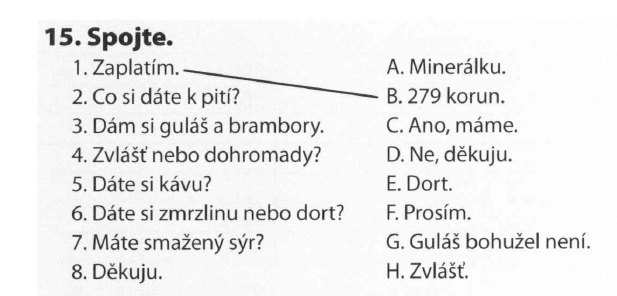 15. Spojte.
1. Zaplatím. A. Minerálku.
2. Co si dáte k pití? B. 279 korun.
3. Dám si guláš a brambory. C. Ano, máme.
4. Zvlášť nebo dohromady? D. Ne, děkuju.
5. Dáte si kávu? E. Dort.
6. Dáte si zmrzlinu nebo dort? F. Prosím.
7. Máte smažený sýr? G. Guláš bohužel není.
8. Děkuju. H. Zvlášť.